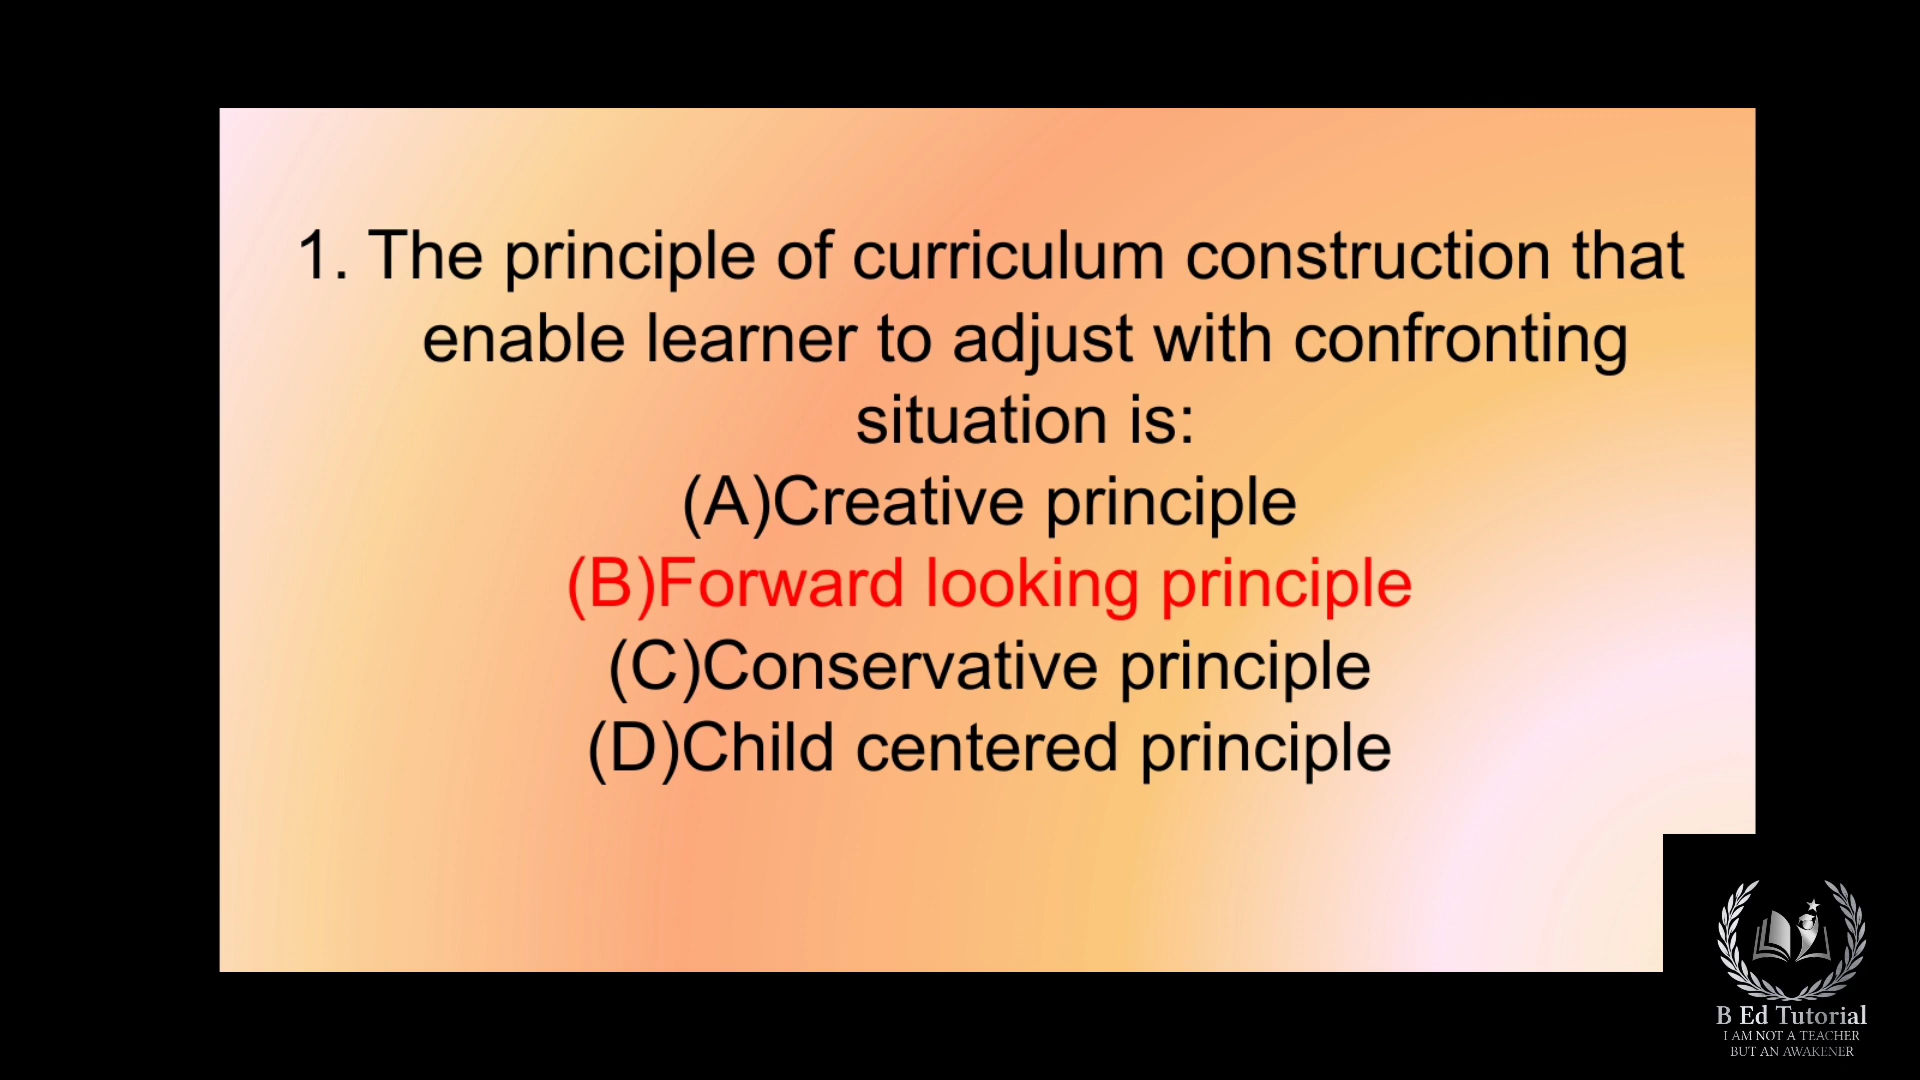 1. The principle of curriculum construction that
enable learner to adjust with confronting
situation is:
(A)Creative principle
(B)Forward looking principle
(C)Conservative principle
(D)Child centered principle
B Ed Tutorial
I AM NOT A TEACHER
BUT AN AWAKENER